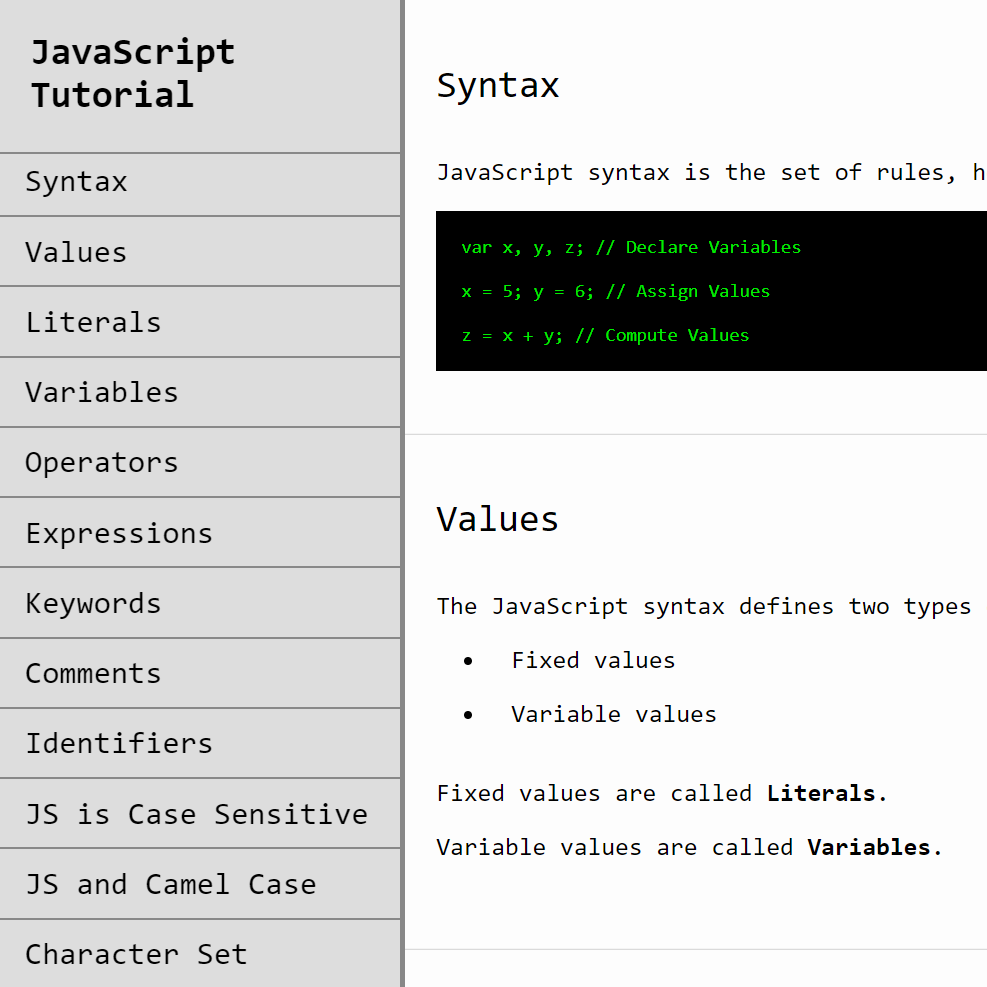 JavaScript
Tutorial
Syntax
Values
Literals
Variables
Operators
Expressions
Keywords
Comments
Identifiers
JS is Case Sensitive
JS and Camel Case
Character Set
Syntax
JavaScript syntax is the set of rules, h
var x, y, z; // Declare Variables
x = 5; y = 6; // Assign Values
z = x + y; // Compute Values
Values
The JavaScript syntax defines two types
• Fixed values
• Variable values
Fixed values are called Literals.
Variable values are called Variables.